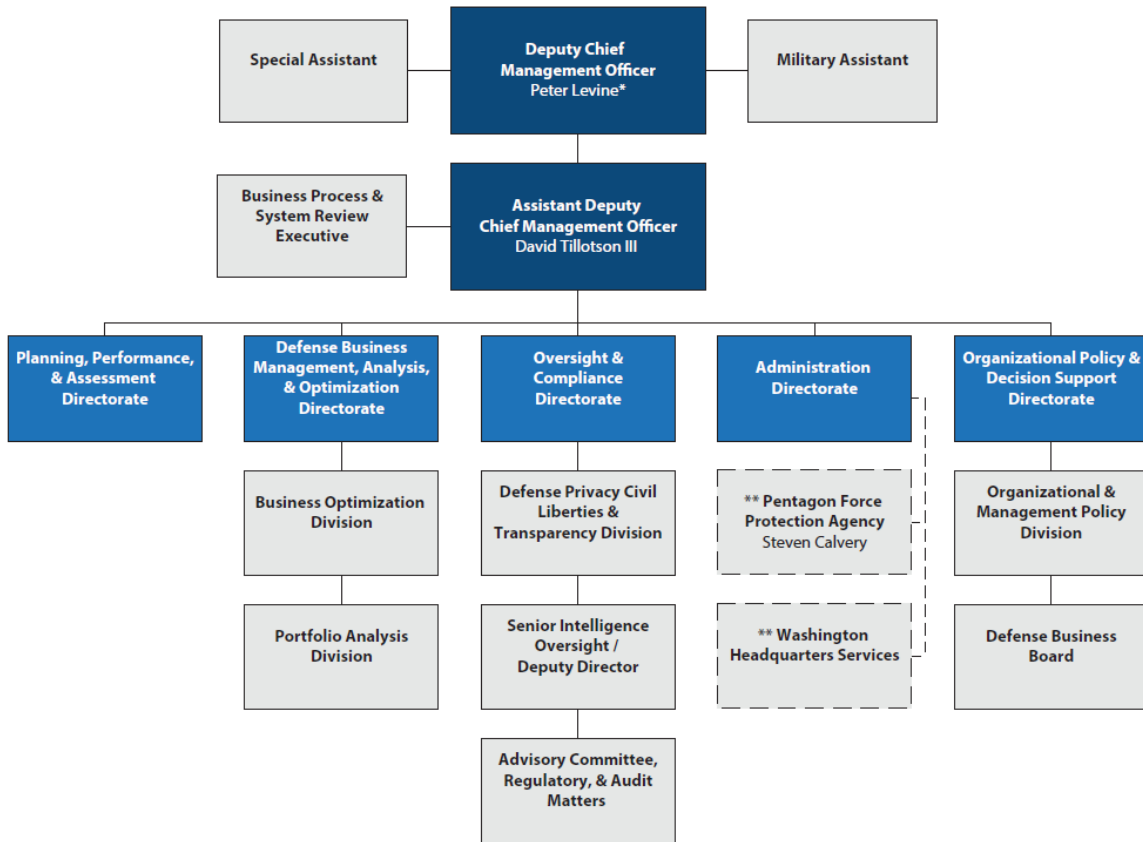 Special Assistant
Deputy Chief
Management Officer
Peter Levine*
Military Assistant
Business Process &
System Review
Executive
Assistant Deputy
Chief Management Officer
David Tillotson III
Planning, Performance,
& Assessment
Directorate
Defense Business
Management, Analysis,
& Optimization
Directorate
Oversight &
Compliance
Directorate
Administration
Directorate
Organizational Policy &
Decision Support
Directorate
Business Optimization
Division
Defense Privacy Civil
Liberties &
Transparency Division
** Pentagon Force
Protection Agency
Steven Calvery
Organizational &
Management Policy
Division
Portfolio Analysis
Division
Senior Intelligence
Oversight /
Deputy Director
** Washington
Headquarters Services
Defense Business
Board
Advisory Committee,
Regulatory, & Audit
Matters